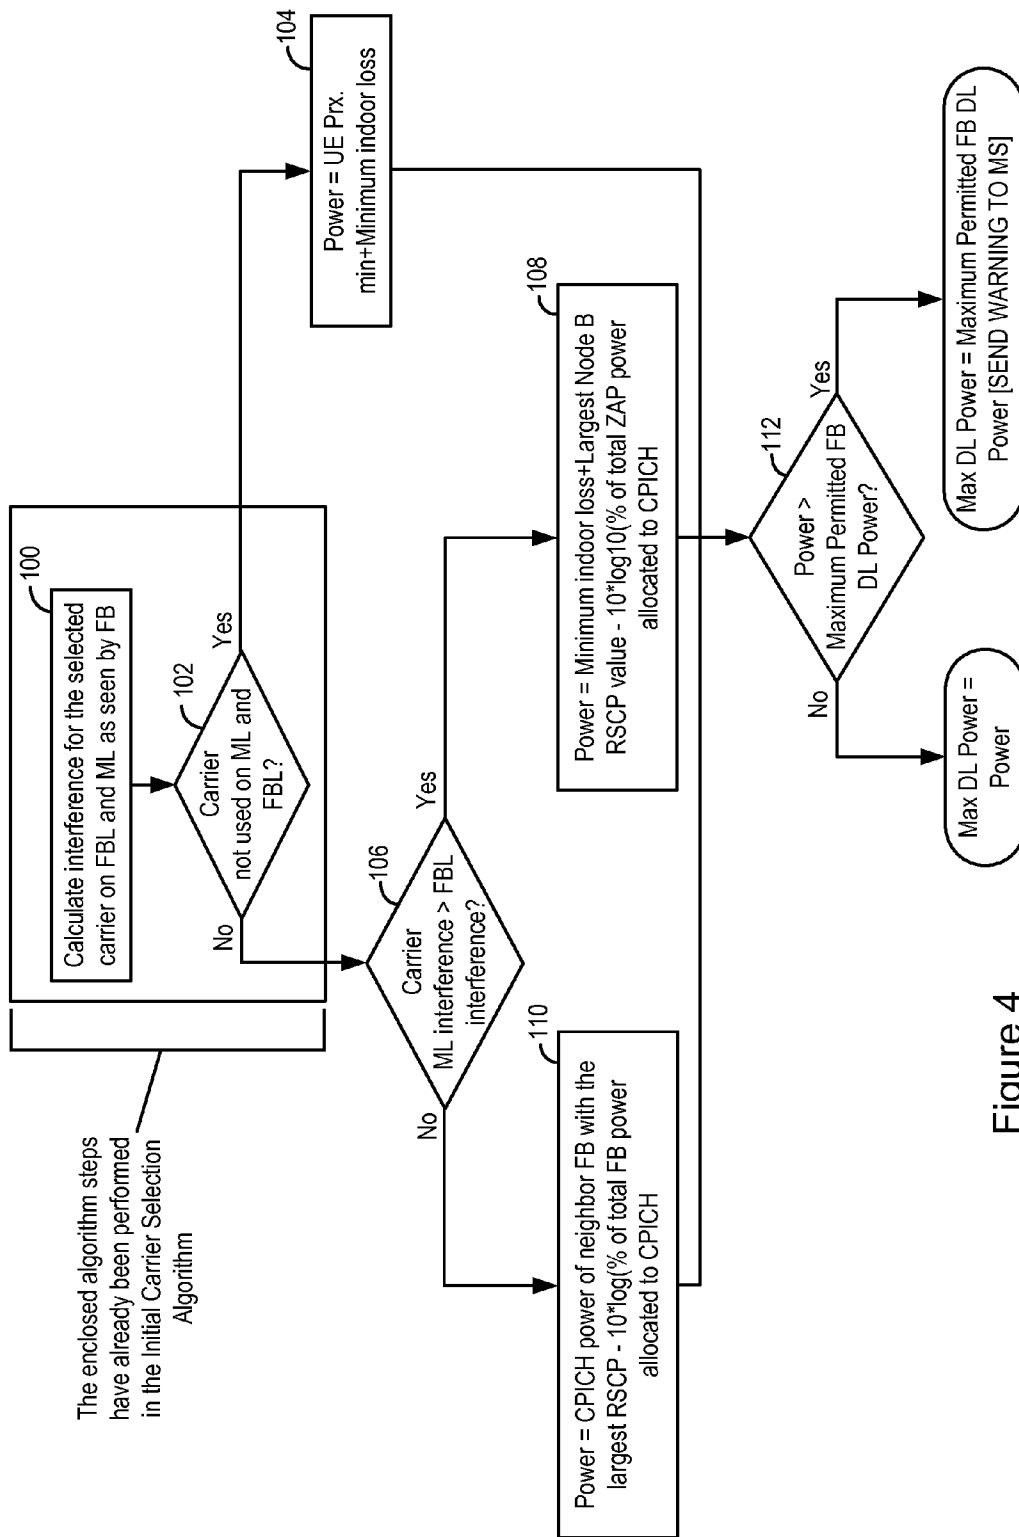 The enclosed algorithm steps
have already been performed
in the Initial Carrier Selection
Algorithm
100
Calculate interference for the selected
carrier on FBL and ML as seen by FB
102
Carrier
not used on ML and
FBL?
Yes
No
104
Power = UE Prx.
min+Minimum indoor loss
106
Carrier
ML interference > FBL
interference?
Yes
No
108
Power = Minimum indoor loss+Largest Node B
RSCP value - 10*log10(% of total ZAP power
allocated to CPICH
110
Power = CPICH power of neighbor FB with the
largest RSCP - 10*log(% of total FB power
allocated to CPICH
112
Power >
Maximum Permitted FB
DL Power?
No
Yes
Max DL Power =
Power
Max DL Power = Maximum Permitted FB DL
Power [SEND WARNING TO MS]
Figure 4